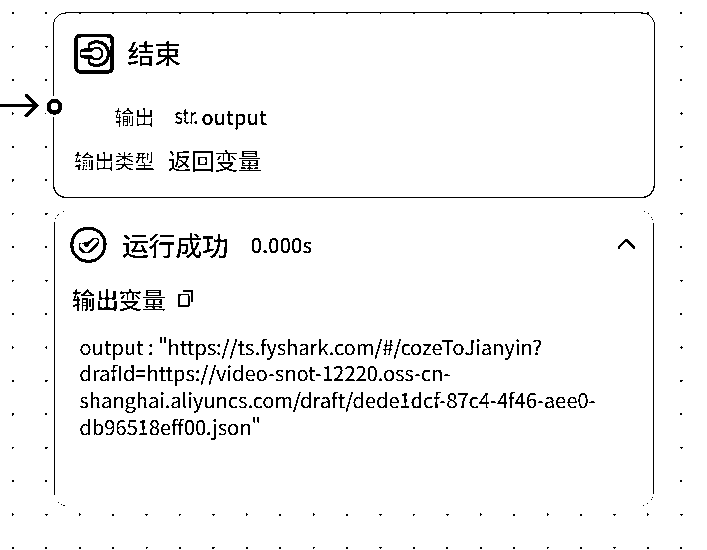 结束
输出 str. output
输出类型 返回变量
运行成功 0.000s
输出变量
output : "https://ts.fyshark.com/#/cozeToJianyin?
drafId=https://video-snot-12220.oss-cn-
shanghai.aliyuncs.com/draft/dede1dcf-87c4-4f46-aee0-
db96518eff00.json"